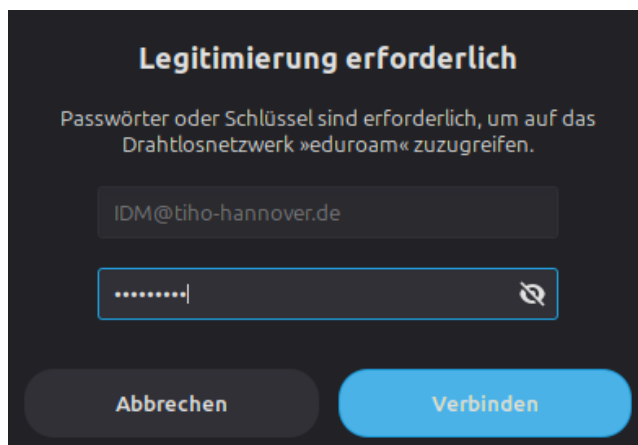 Legitimierung erforderlich
Passwörter oder Schlüssel sind erforderlich, um auf das
Drahtlosnetzwerk »eduroam« zuzugreifen.
IDM@tiho-hannover.de
•••••••••
Abbrechen
Verbinden